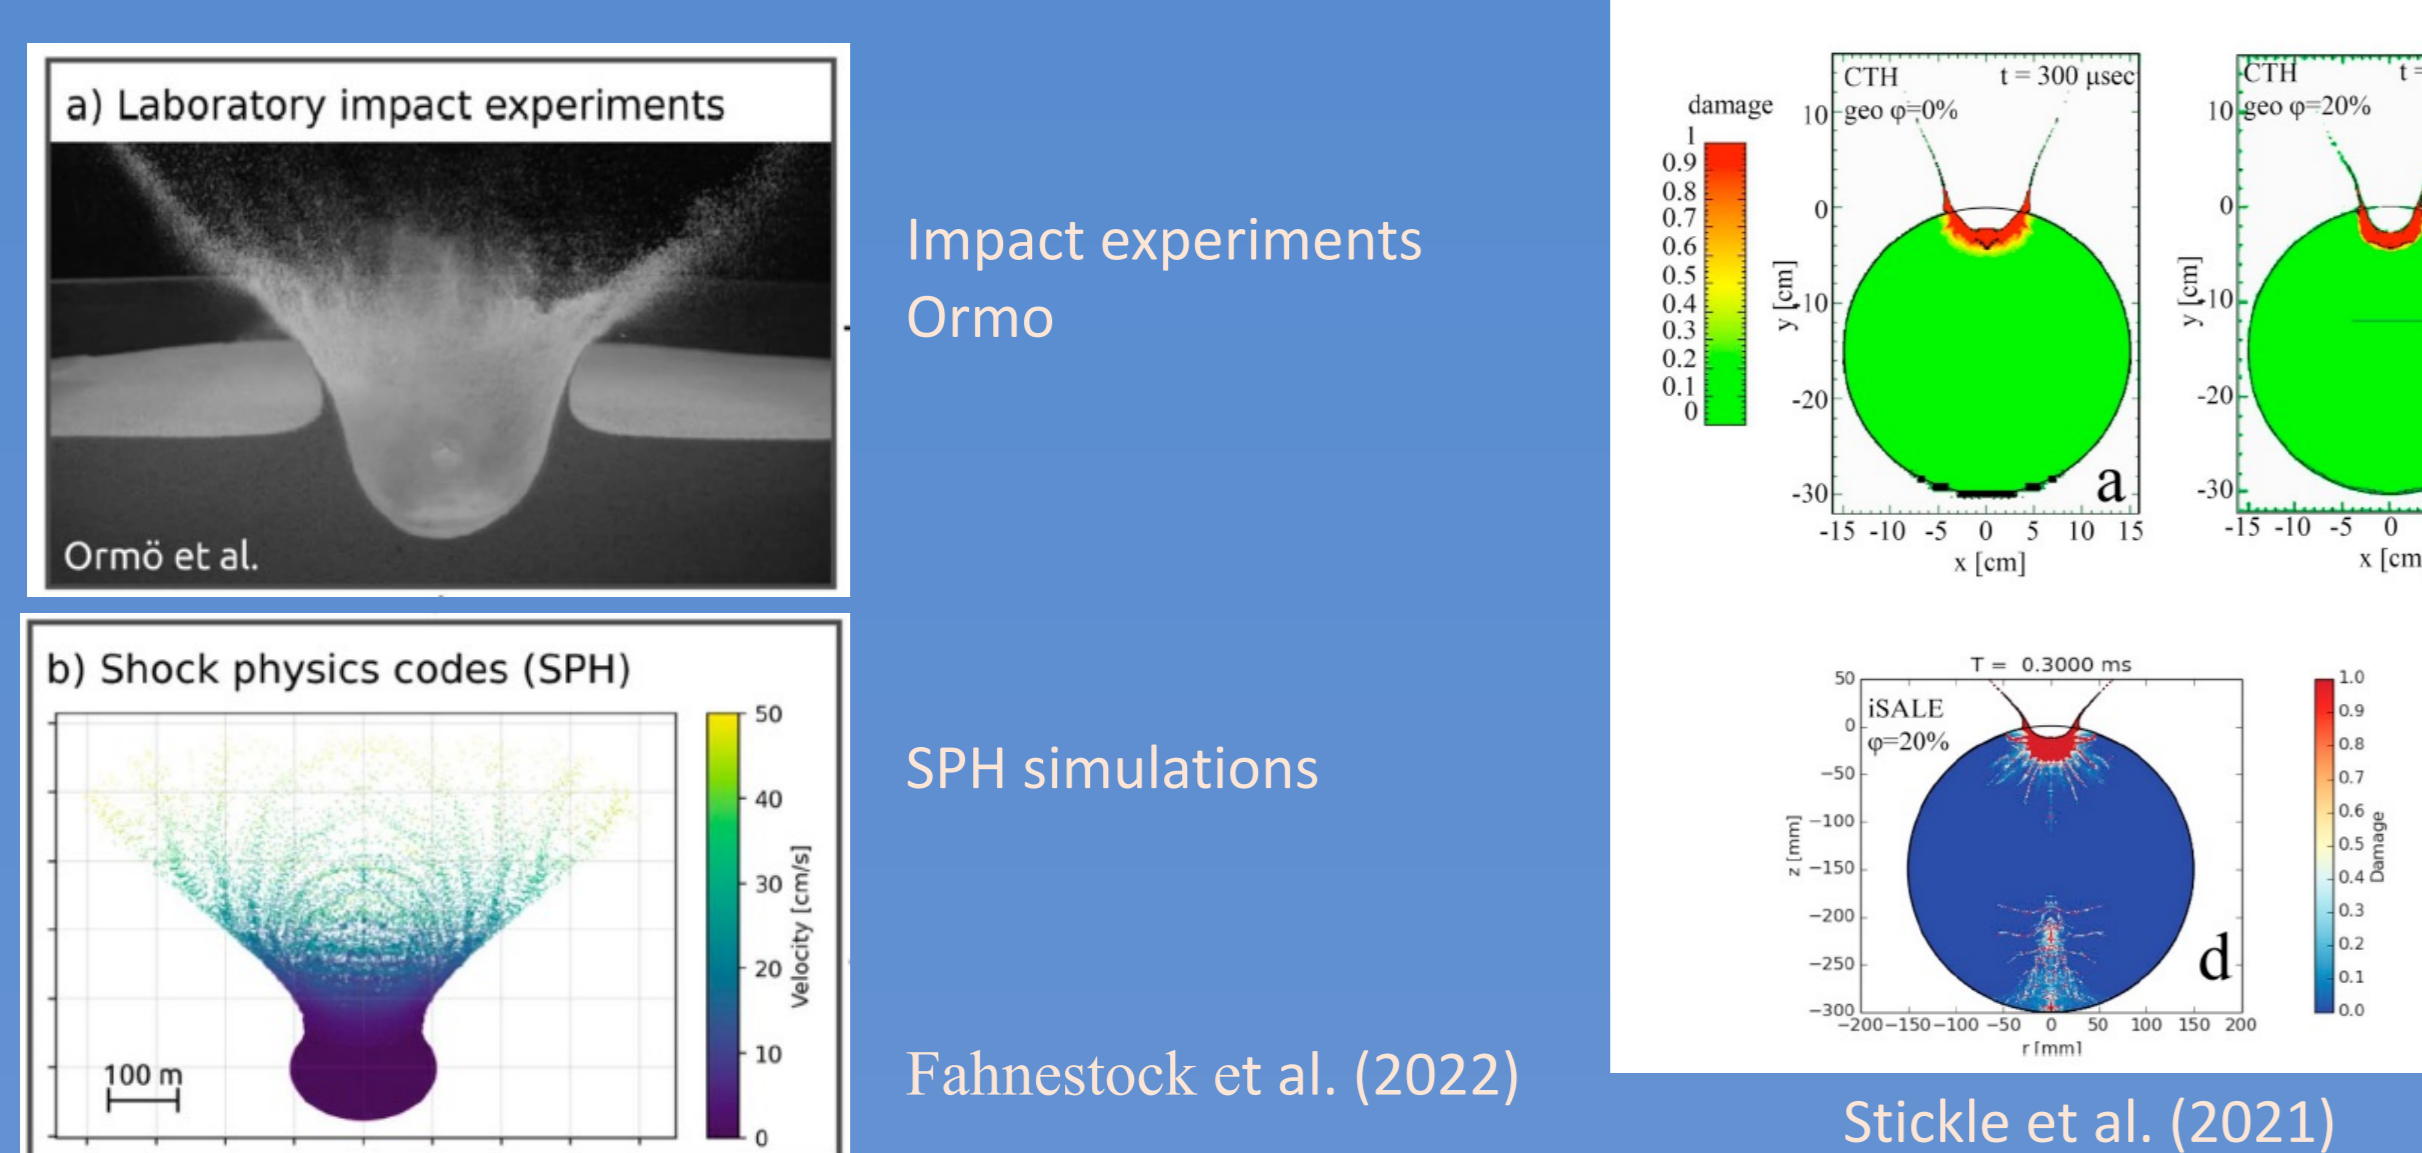 a) Laboratory impact experiments
Ormö et al.
b) Shock physics codes (SPH)
50
40
30
20
10
0
Velocity [cm/s]
100 m
Impact experiments
Ormo
SPH simulations
Fahnestock et al. (2022)
damage
1
0.9
0.8
0.7
0.6
0.5
0.4
0.3
0.2
0.1
0
CTH t = 300 μsec
geo φ=0%
10
0
-10
-20
-30
y [cm]
a
-15 -10 -5 0 5 10 15
x [cm]
CTH t =
geo φ=20%
10
0
-10
-20
-30
y [cm]
-15 -10 -5 0
x [cm
T = 0.3000 ms
iSALE
φ=20%
50
0
−50
−100
−150
−200
−250
−300
z [mm]
d
−200 −150 −100 −50 0 50 100 150 200
r [mm]
1.0
0.9
0.8
0.7
0.6
0.5
0.4
0.3
0.2
0.1
0.0
Damage
Stickle et al. (2021)